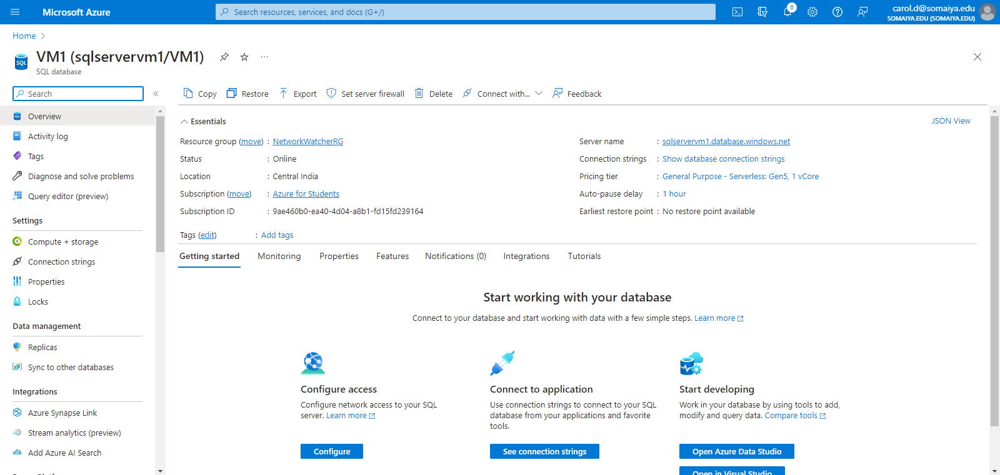 Microsoft Azure
Search resources, services, and docs (G+/)
6
carol.d@somaiya.edu
SOMAIYA.EDU (SOMAIYA.EDU)
Home
VM1 (sqlservervm1/VM1)
SQL database
Search
Overview
Activity log
Tags
Diagnose and solve problems
Query editor (preview)
Settings
Compute + storage
Connection strings
Properties
Locks
Data management
Replicas
Sync to other databases
Integrations
Azure Synapse Link
Stream analytics (preview)
Add Azure AI Search
Copy Restore Export Set server firewall Delete Connect with... Feedback
Essentials
JSON View
Resource group (move) : NetworkWatcherRG
Status : Online
Location : Central India
Subscription (move) : Azure for Students
Subscription ID : 9ae460b0-ea40-4d04-a8b1-fd15fd239164
Server name : sqlservervm1.database.windows.net
Connection strings : Show database connection strings
Pricing tier : General Purpose - Serverless: Gen5, 1 vCore
Auto-pause delay : 1 hour
Earliest restore point : No restore point available
Tags (edit) : Add tags
Getting started Monitoring Properties Features Notifications (0) Integrations Tutorials
Start working with your database
Connect to your database and start working with data with a few simple steps. Learn more
Configure access
Configure network access to your SQL
server. Learn more
Configure
Connect to application
Use connection strings to connect to your SQL
database from your applications and favorite
tools.
See connection strings
Start developing
Work in your database by using tools to add,
modify and query data. Compare tools
Open Azure Data Studio
Open in Visual Studio